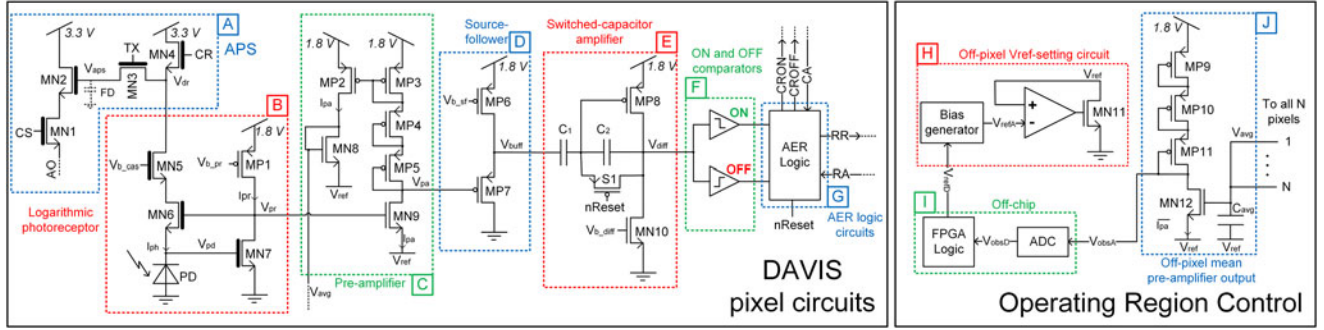 A
APS
3.3 V
3.3 V
TX
MN4
CR
MN2
Vaps
MN3
Vdr
FD
CS
MN1
AO
B
Logarithmic photoreceptor
1.8 V
Vb_cas
MN5
Vb_pr
MP1
Ipr
MN6
Vpr
Iph
Vpd
MN7
PD
1.8 V
1.8 V
MP2
MP3
Ipa
MP4
MN8
MP5
Vref
Vpa
MN9
Ipa
Vref
Vavg
Pre-amplifier
C
Source-follower
D
1.8 V
Vb_sf
MP6
Vbuff
MP7
Switched-capacitor amplifier
E
1.8 V
MP8
C1
C2
Vdiff
S1
nReset
Vb_diff
MN10
ON and OFF comparators
F
ON
OFF
CRON
CROFF
CA
AER Logic
RR
RA
nReset
G
AER logic circuits
DAVIS
pixel circuits
H
Off-pixel Vref-setting circuit
Bias generator
VrefA
+
-
Vref
MN11
VrefD
I
Off-chip
FPGA Logic
VobsD
ADC
VobsA
J
1.8 V
MP9
MP10
MP11
MN12
Ipa
Vref
Cavg
Vref
Vavg
To all N pixels
1
N
Off-pixel mean pre-amplifier output
Operating Region Control